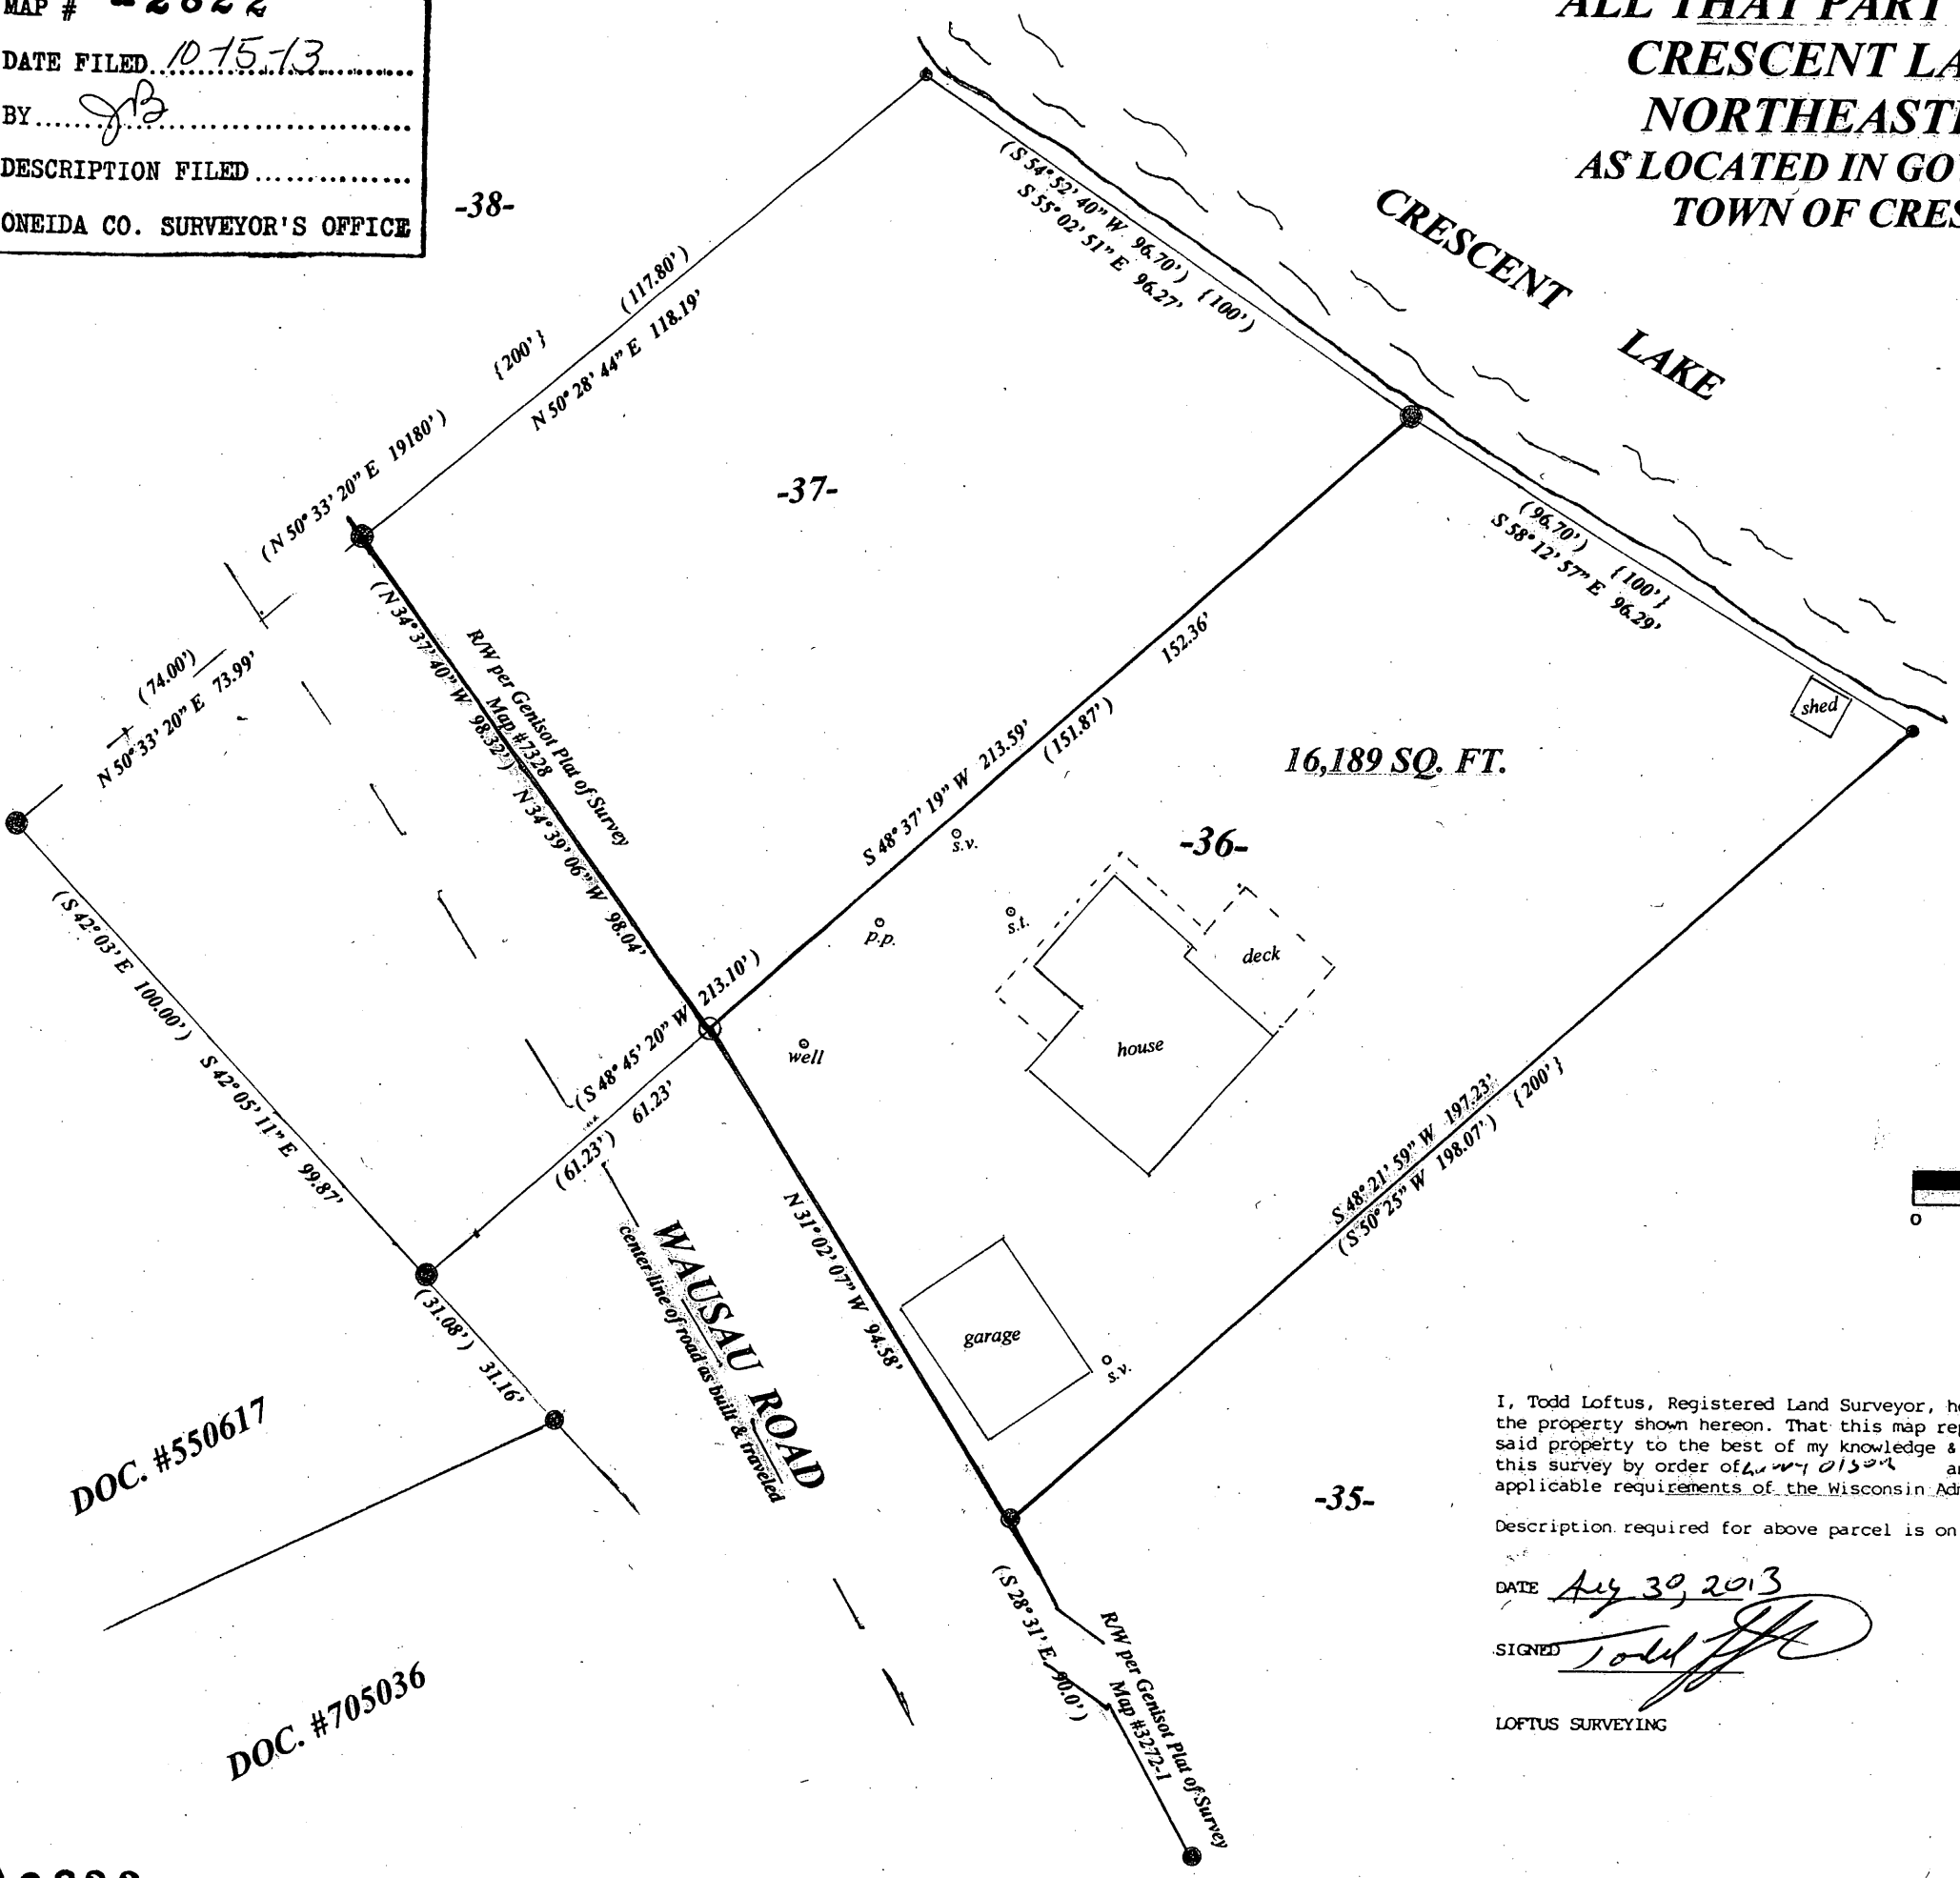 MAP #
DATE FILED 10-15-13
BY JB
DESCRIPTION FILED
ONEIDA CO. SURVEYOR'S OFFICE
ALL THAT PART
CRESCENT LA
NORTHEAST
AS LOCATED IN GO
TOWN OF CRES
-38-
CRESCENT LAKE
(S 54° 52' 40" W 96.70') {100')
S 55° 02' 51" E 96.27'
(117.80')
{200' }
N 50° 28' 44" E 118.19'
(N 50° 33' 20" E 19180')
-37-
(96.70') {100'}
S 58° 12' 57" E 96.29'
(N 34° 37' 40" W 98.32') N 34° 39' 06" W 98.04'
R/W per Genisot Plat of Survey
Map #7328
(74.00')
N 50° 33' 20" E 73.99'
152.36'
S 48° 37' 19" W 213.59'
(151.87')
shed
16,189 SQ. FT.
-36-
s.v.
s.t.
p.p.
deck
house
well
(S 42° 03' E 100.00') S 42° 05' 11" E 99.87'
(S 48° 45' 20" W 213.10')
(61.23') 61.23'
S 48° 21' 59" W 197.23'
(S 50° 25" W 198.07') {200'}
0
N 31° 02' 07" W 94.58'
WAUSAU ROAD
center line of road as built & traveled
garage
s.v.
(31.08') 31.16'
DOC. #550617
DOC. #705036
-35-
(S 28° 31' E 90.0')
R/W per Genisot Plat of Survey
Map #3272-1
I, Todd Loftus, Registered Land Surveyor, he
the property shown hereon. That this map rep
said property to the best of my knowledge &
this survey by order of
applicable requirements of the Wisconsin Ad
Description required for above parcel is on
DATE Aug 30, 2013
SIGNED Todd
LOFTUS SURVEYING